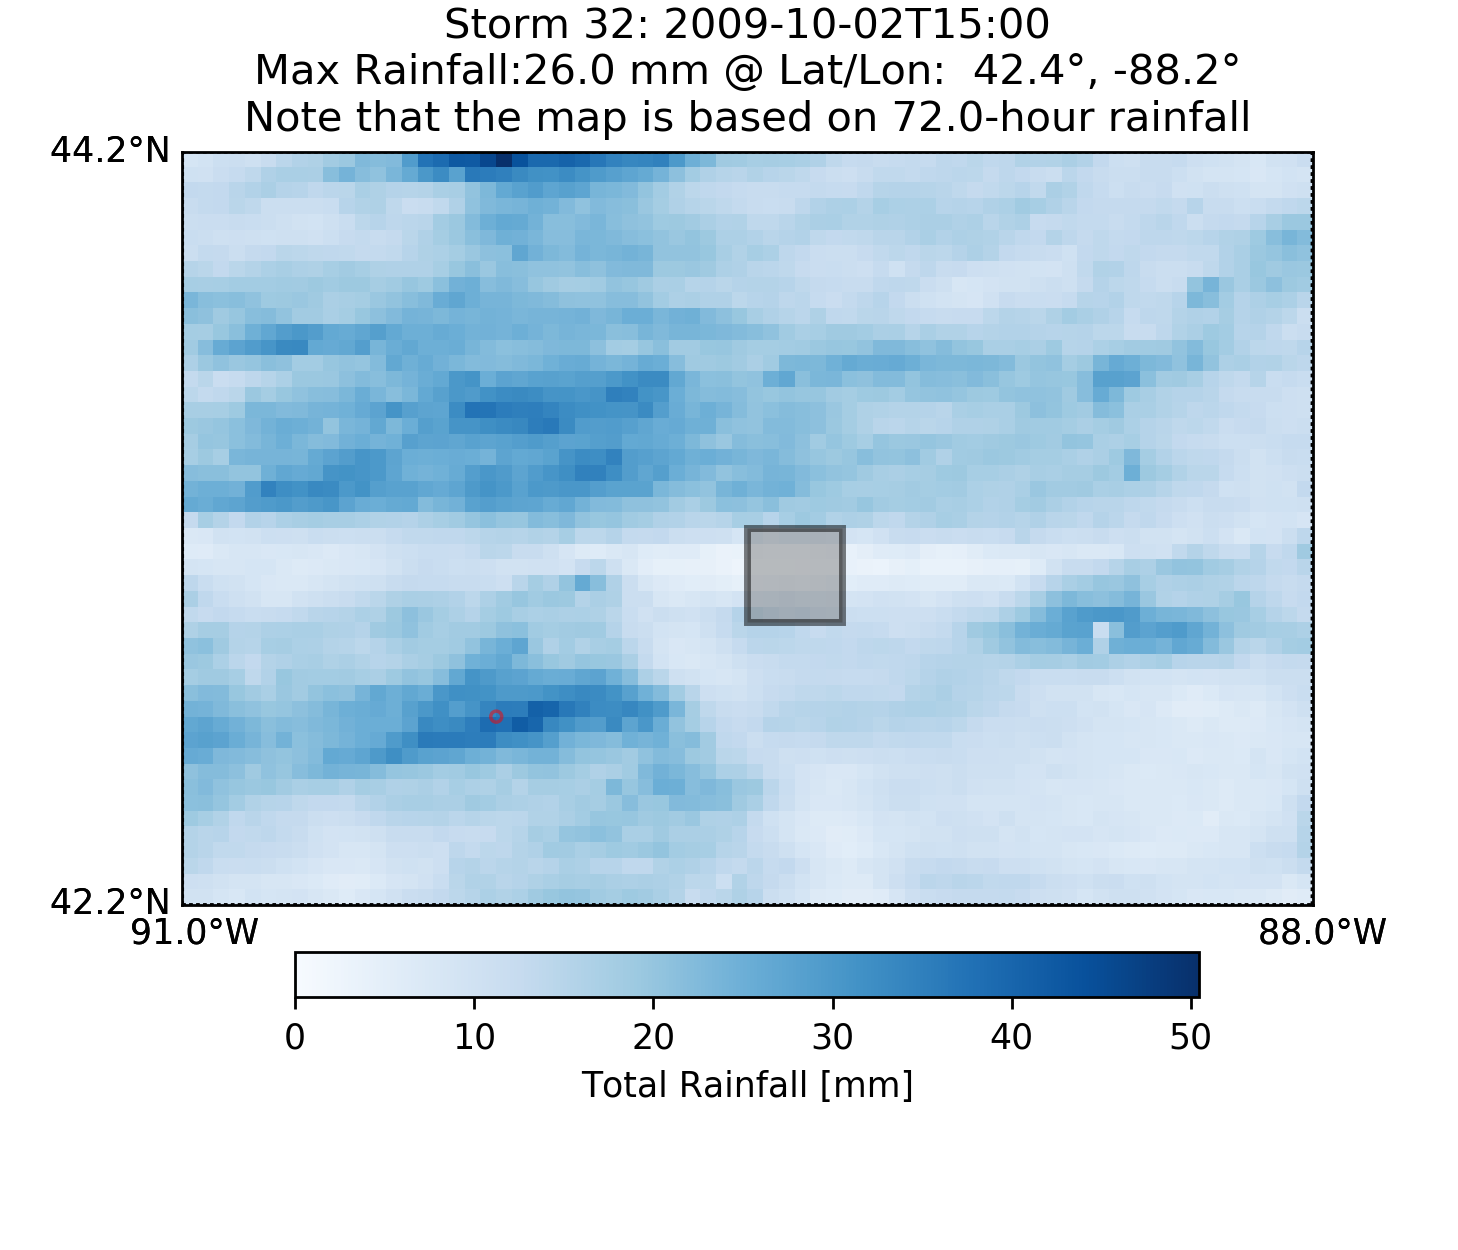 Storm 32: 2009-10-02T15:00
Max Rainfall:26.0 mm @ Lat/Lon:  42.4°, -88.2°
Note that the map is based on 72.0-hour rainfall
44.2°N
42.2°N
91.0°W
88.0°W
0 10 20 30 40 50
Total Rainfall [mm]